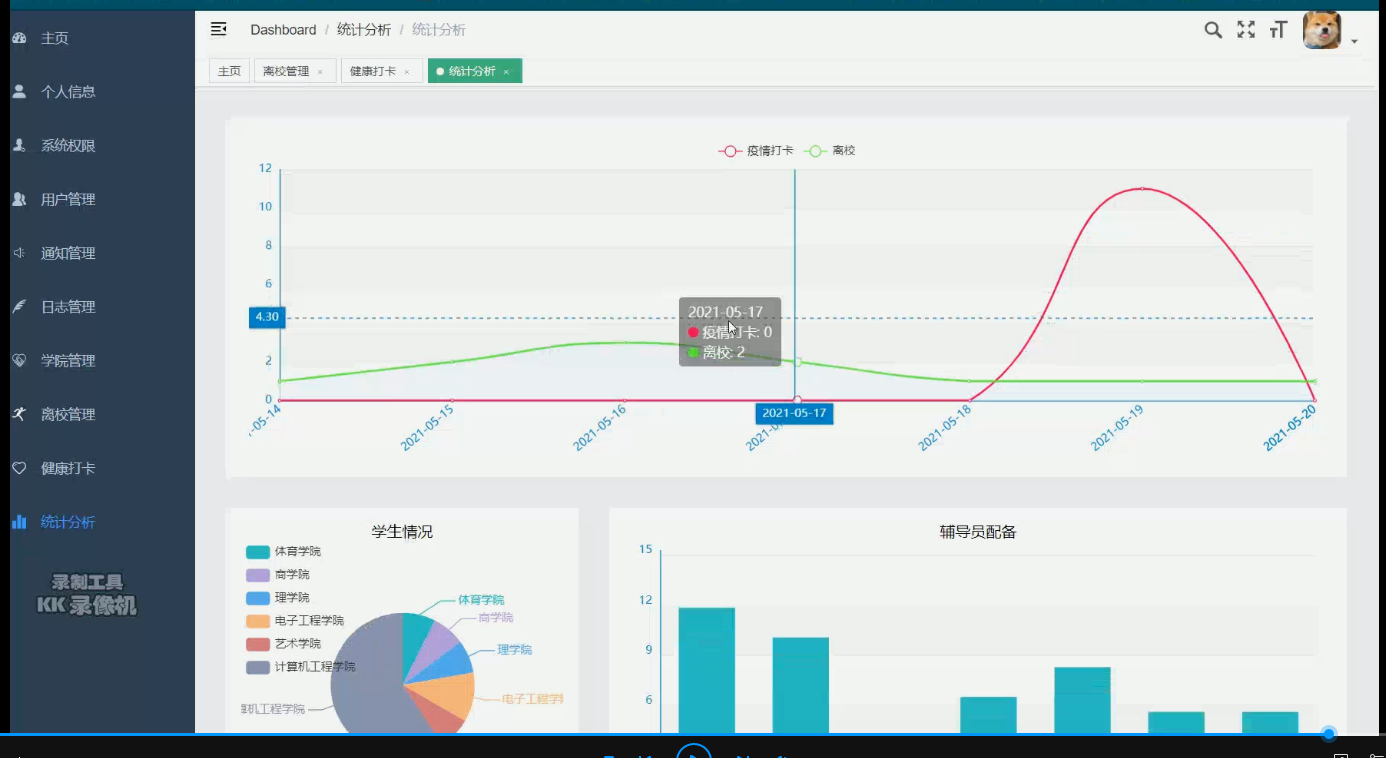 主页
个人信息
系统权限
用户管理
通知管理
日志管理
学院管理
离校管理
健康打卡
统计分析
录制工具
KK 录像机
Dashboard / 统计分析 / 统计分析
主页 离校管理 × 健康打卡 × 统计分析 ×
疫情打卡 离校
12
10
8
6
4.30
2
0
2021-05-17
疫情打卡: 0
离校: 2
-05-14 2021-05-15 2021-05-16 2021-05-17 2021-05-18 2021-05-19 2021-05-20
学生情况
体育学院
商学院
理学院
电子工程学院
艺术学院
计算机工程学院
体育学院
商学院
理学院
电子工程学
机工程学院
辅导员配备
15
12
9
6